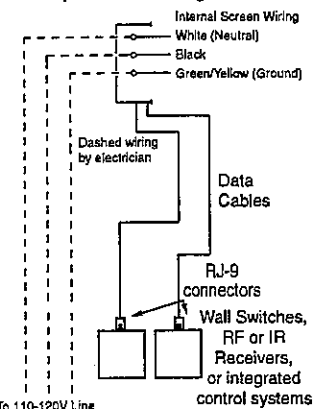 Internal Screen Wiring
White (Neutral)
Black
Green/Yellow (Ground)
Dashed wiring
by electrician
Data
Cables
RJ-9
connectors
Wall Switches,
RF or IR
Receivers,
or integrated
control systems
To 110-120V Line